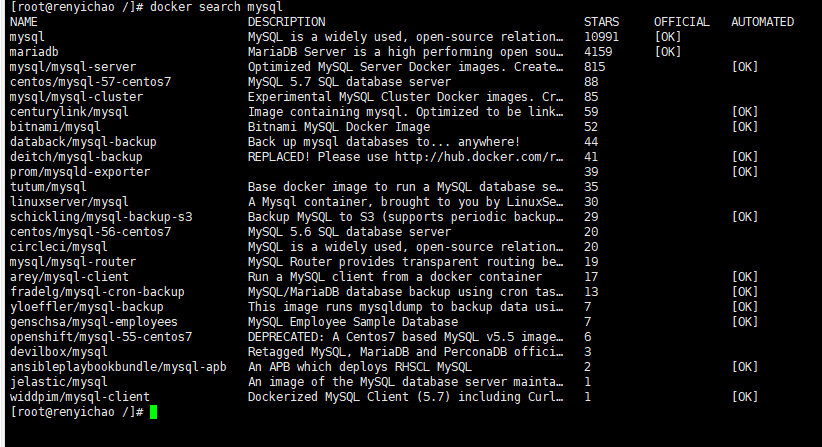 [root@renyichao /]# docker search mysql
NAME DESCRIPTION STARS OFFICIAL AUTOMATED
mysql MySQL is a widely used, open-source relation… 10991 [OK]
mariadb MariaDB Server is a high performing open sou… 4159 [OK]
mysql/mysql-server Optimized MySQL Server Docker images. Create… 815 [OK]
centos/mysql-57-centos7 MySQL 5.7 SQL database server 88
mysql/mysql-cluster Experimental MySQL Cluster Docker images. Cr… 85
centurylink/mysql Image containing mysql. Optimized to be link… 59 [OK]
bitnami/mysql Bitnami MySQL Docker Image 52 [OK]
databack/mysql-backup Back up mysql databases to... anywhere! 44
deitch/mysql-backup REPLACED! Please use http://hub.docker.com/r… 41 [OK]
prom/mysqld-exporter 39 [OK]
tutum/mysql Base docker image to run a MySQL database se… 35
linuxserver/mysql A Mysql container, brought to you by LinuxSe… 30
schickling/mysql-backup-s3 Backup MySQL to S3 (supports periodic backup… 29 [OK]
centos/mysql-56-centos7 MySQL 5.6 SQL database server 20
circleci/mysql MySQL is a widely used, open-source relation… 20
mysql/mysql-router MySQL Router provides transparent routing be… 19
arey/mysql-client Run a MySQL client from a docker container 17 [OK]
fradelg/mysql-cron-backup MySQL/MariaDB database backup using cron tas… 13 [OK]
yloeffler/mysql-backup This image runs mysqldump to backup data usi… 7 [OK]
genschsa/mysql-employees MySQL Employee Sample Database 7 [OK]
openshift/mysql-55-centos7 DEPRECATED: A Centos7 based MySQL v5.5 image… 6
devilbox/mysql Retagged MySQL, MariaDB and PerconaDB offici… 3
ansibleplaybookbundle/mysql-apb An APB which deploys RHSCL MySQL 2 [OK]
jelastic/mysql An image of the MySQL database server mainta… 1
widdpim/mysql-client Dockerized MySQL Client (5.7) including Curl… 1 [OK]
[root@renyichao /]#